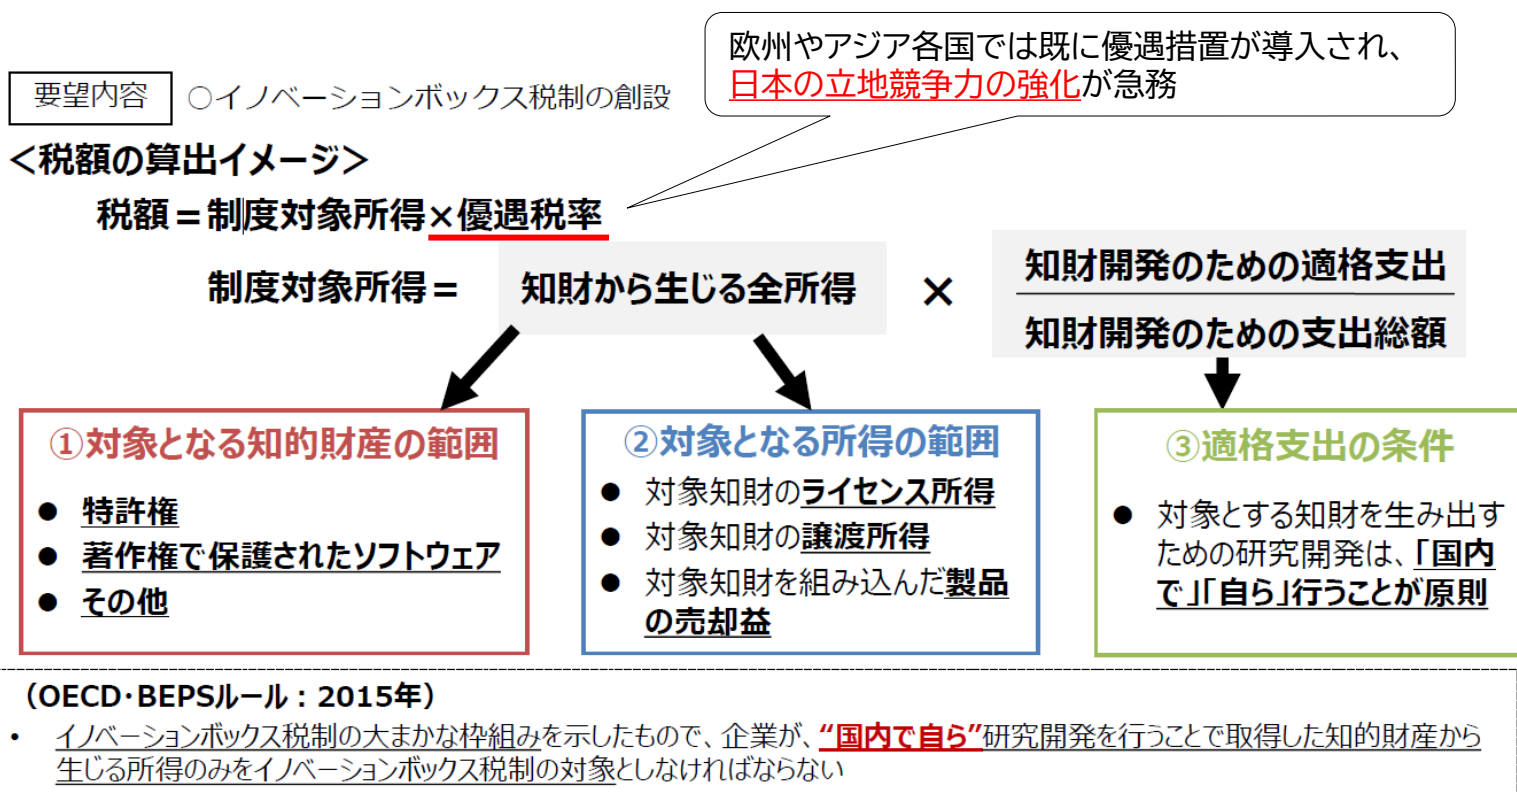 欧州やアジア各国では既に優遇措置が導入され、
日本の立地競争力の強化が急務
要望内容
○イノベーションボックス税制の創設
＜税額の算出イメージ＞
税額＝制度対象所得×優遇税率
制度対象所得＝
知財から生じる全所得
×
知財開発のための適格支出
知財開発のための支出総額
①対象となる知的財産の範囲
● 特許権
● 著作権で保護されたソフトウェア
● その他
②対象となる所得の範囲
● 対象知財のライセンス所得
● 対象知財の譲渡所得
● 対象知財を組み込んだ製品
の売却益
③適格支出の条件
● 対象とする知財を生み出す
ための研究開発は、「国内
で」「自ら」行うことが原則
（OECD･BEPSルール：2015年）
• イノベーションボックス税制の大まかな枠組みを示したもので、企業が、“国内で自ら”研究開発を行うことで取得した知的財産から
生じる所得のみをイノベーションボックス税制の対象としなければならない